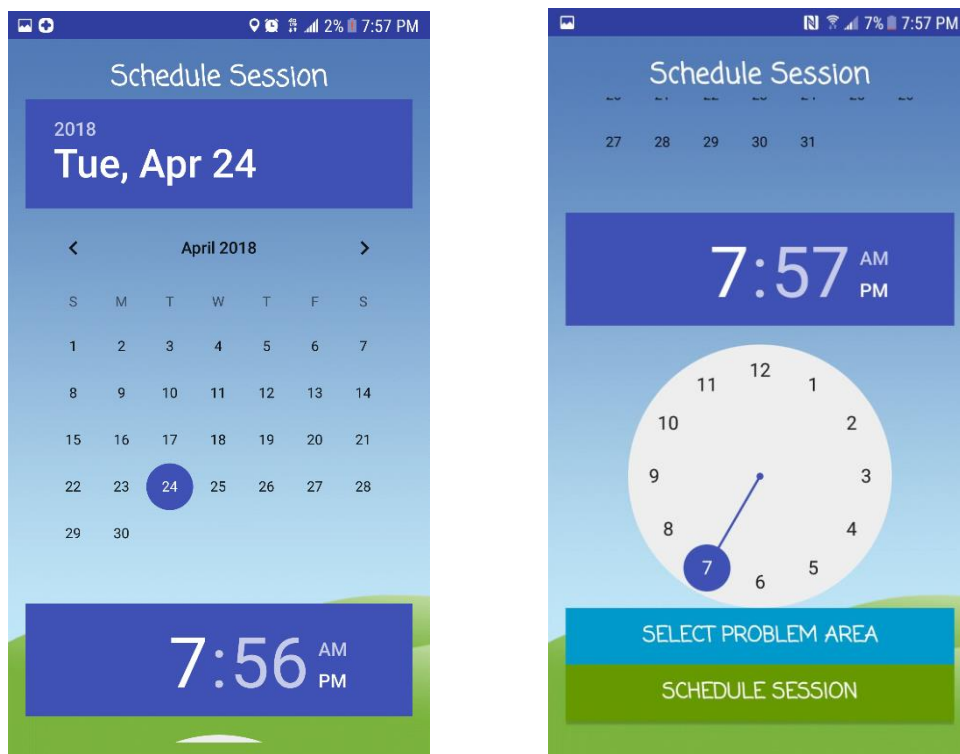 2% 7:57 PM
Schedule Session
2018
Tue, Apr 24
April 2018
S M T W T F S
1 2 3 4 5 6 7
8 9 10 11 12 13 14
15 16 17 18 19 20 21
22 23 24 25 26 27 28
29 30
7:56 AM
PM
N 7% 7:57 PM
Schedule Session
27 28 29 30 31
7:57 AM
PM
12
11 1
10 2
9 3
8 4
7 5
6
SELECT PROBLEM AREA
SCHEDULE SESSION